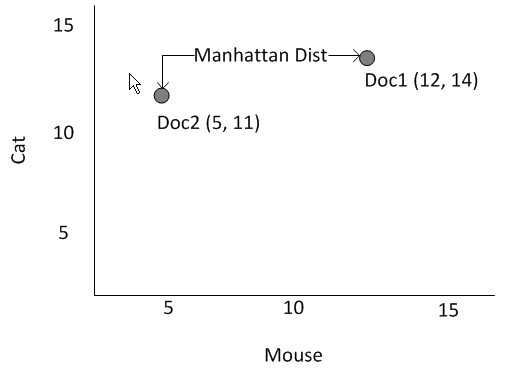 15
Manhattan Dist
Doc1 (12, 14)
Doc2 (5, 11)
10
Cat
5
5
10
15
Mouse